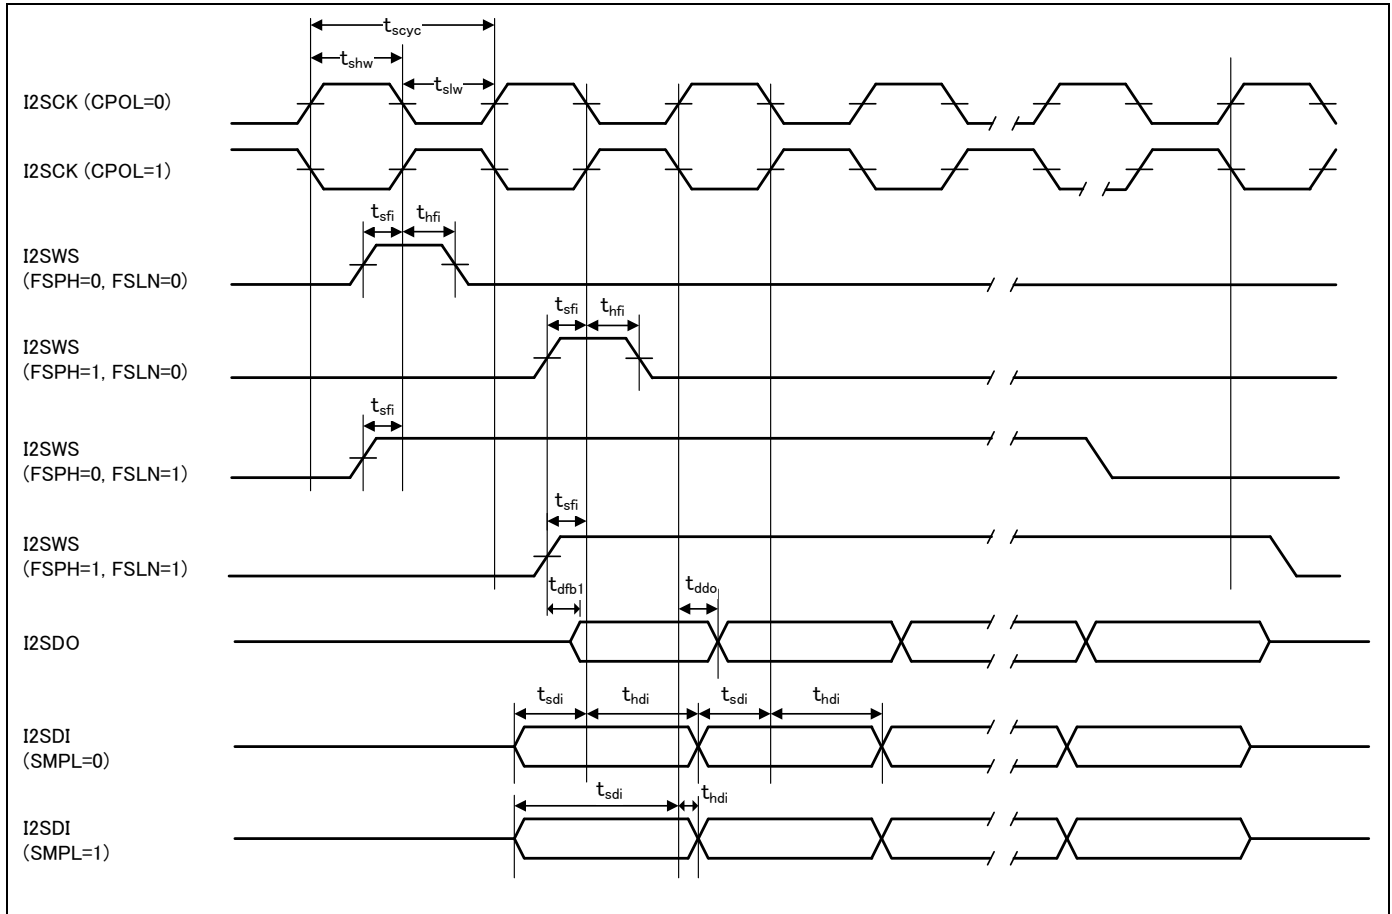 tscyc
tshw
tslw
I2SCK (CPOL=0)
I2SCK (CPOL=1)
tsfi thfi
I2SWS
(FSPH=0, FSLN=0)
tsfi thfi
I2SWS
(FSPH=1, FSLN=0)
tsfi
I2SWS
(FSPH=0, FSLN=1)
tsfi
I2SWS
(FSPH=1, FSLN=1)
tdfb1 tddo
I2SDO
tsdi thdi tsdi thdi
I2SDI
(SMPL=0)
tsdi thdi
I2SDI
(SMPL=1)